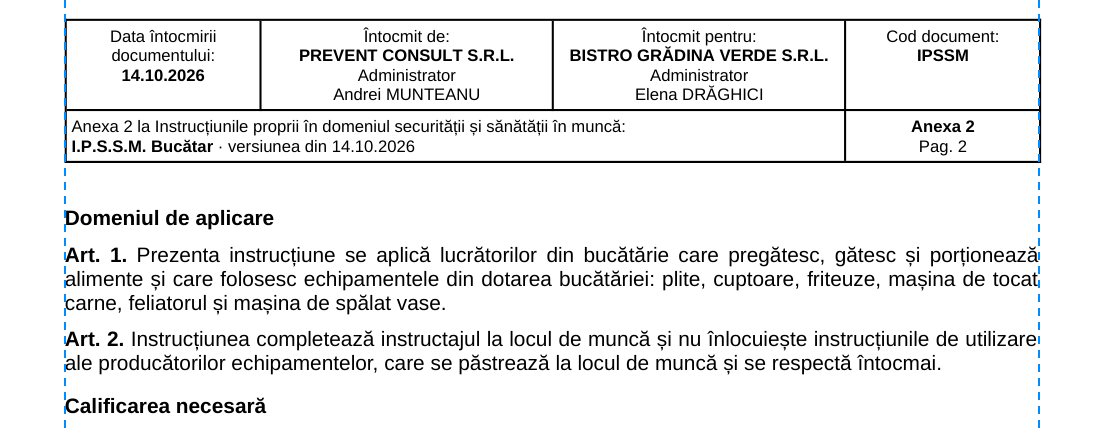 Data întocmirii
documentului:
14.10.2026
Întocmit de:
PREVENT CONSULT S.R.L.
Administrator
Andrei MUNTEANU
Întocmit pentru:
BISTRO GRĂDINA VERDE S.R.L.
Administrator
Elena DRĂGHICI
Cod document:
IPSSM
Anexa 2 la Instrucțiunile proprii în domeniul securității și sănătății în muncă:
I.P.S.S.M. Bucătar · versiunea din 14.10.2026
Anexa 2
Pag. 2
Domeniul de aplicare
Art. 1. Prezenta instrucțiune se aplică lucrătorilor din bucătărie care pregătesc, gătesc și porționează
alimente și care folosesc echipamentele din dotarea bucătăriei: plite, cuptoare, friteuze, mașina de tocat
carne, feliatorul și mașina de spălat vase.
Art. 2. Instrucțiunea completează instructajul la locul de muncă și nu înlocuiește instrucțiunile de utilizare
ale producătorilor echipamentelor, care se păstrează la locul de muncă și se respectă întocmai.
Calificarea necesară